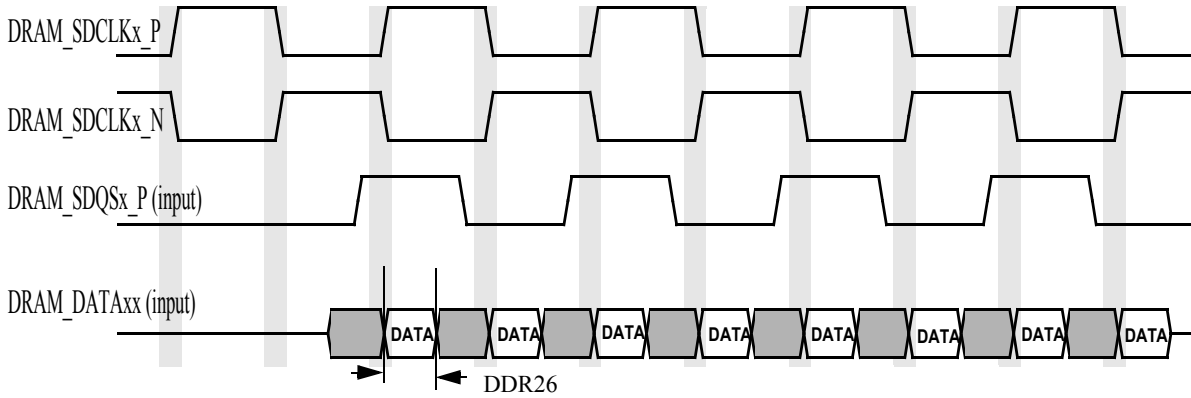 DRAM_SDCLKx_P
DRAM_SDCLKx_N
DRAM_SDQSx_P (input)
DRAM_DATAxx (input)
DATA DATA DATA DATA DATA DATA DATA DATA
DDR26